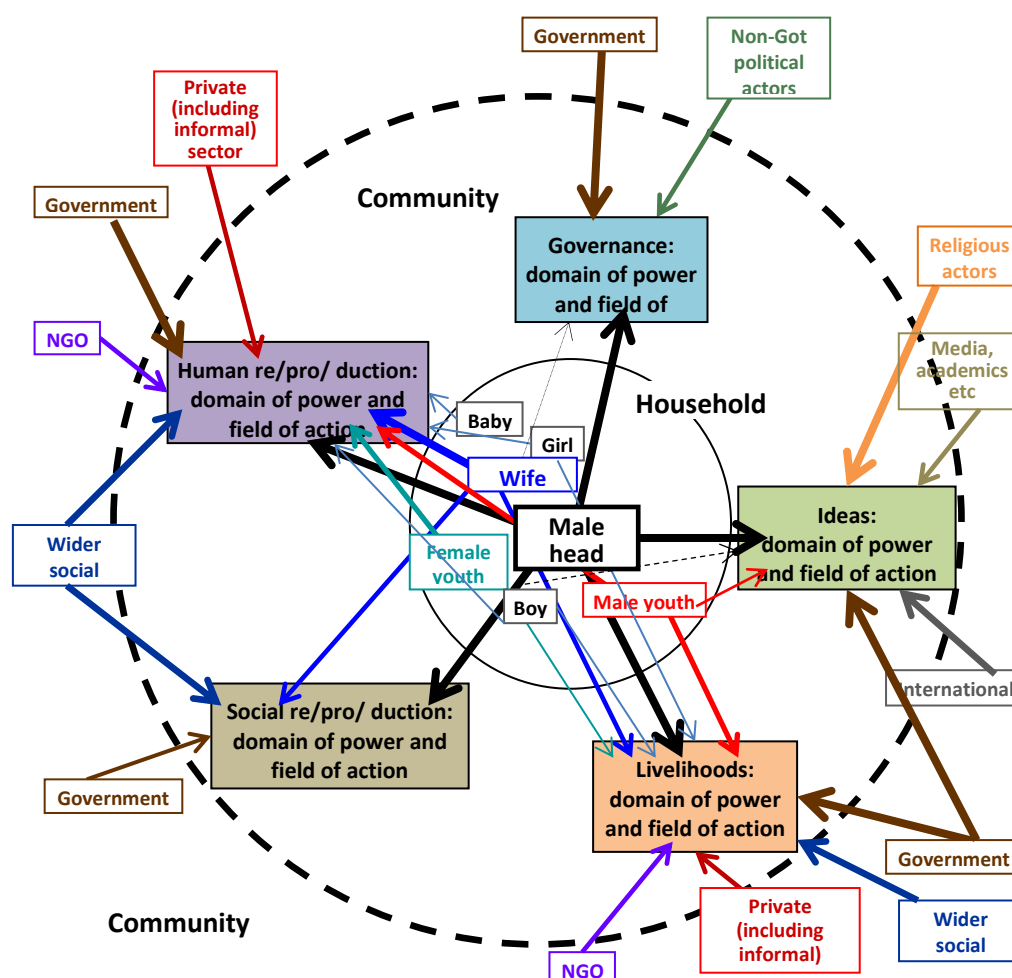 Government
Non-Got
political
actors
Private
(including
informal)
sector
Community
Government
Governance:
domain of power
and field of
Religious
actors
NGO
Human re/pro/ duction:
domain of power and
field of action
Media,
academics
etc
Household
Baby
Girl
Wife
Male
head
Ideas:
domain of power
and field of action
Wider
social
Female
youth
Boy
Male youth
International
Social re/pro/ duction:
domain of power and
field of action
Government
Livelihoods:
domain of power
and field of action
Government
Community
Private
(including
informal)
Wider
social
NGO